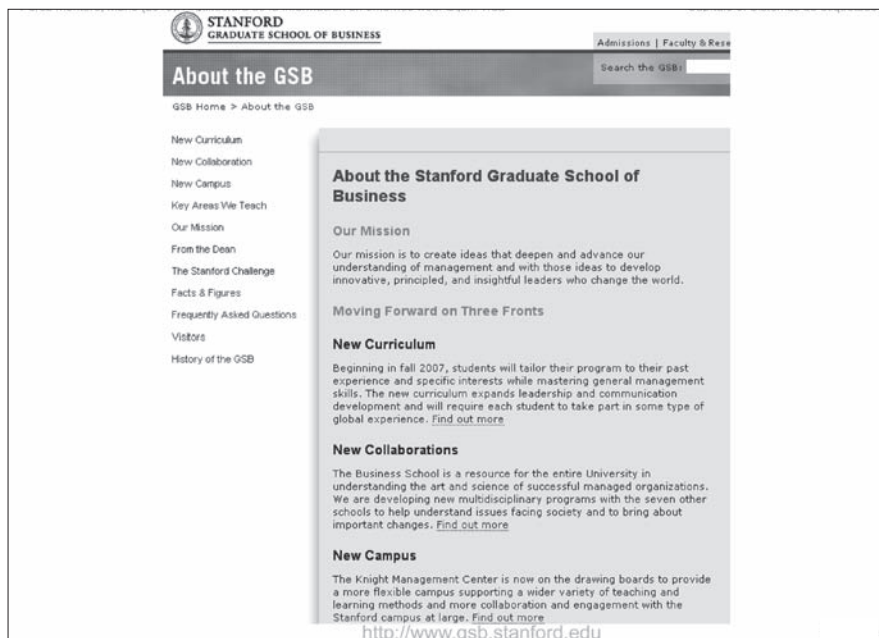 STANFORD
GRADUATE SCHOOL OF BUSINESS
Admissions | Faculty & Rese
Search the GSB:
About the GSB
GSB Home > About the GSB
New Curriculum
New Collaboration
New Campus
Key Areas We Teach
Our Mission
From the Dean
The Stanford Challenge
Facts & Figures
Frequently Asked Questions
Visitors
History of the GSB
About the Stanford Graduate School of
Business
Our Mission
Our mission is to create ideas that deepen and advance our
understanding of management and with those ideas to develop
innovative, principled, and insightful leaders who change the world.
Moving Forward on Three Fronts
New Curriculum
Beginning in fall 2007, students will tailor their program to their past
experience and specific interests while mastering general management
skills. The new curriculum expands leadership and communication
development and will require each student to take part in some type of
global experience. Find out more
New Collaborations
The Business School is a resource for the entire University in
understanding the art and science of successful managed organizations.
We are developing new multidisciplinary programs with the seven other
schools to help understand issues facing society and to bring about
important changes. Find out more
New Campus
The Knight Management Center is now on the drawing boards to provide
a more flexible campus supporting a wider variety of teaching and
learning methods and more collaboration and engagement with the
Stanford campus at large. Find out more
http://www.gsb.stanford.edu